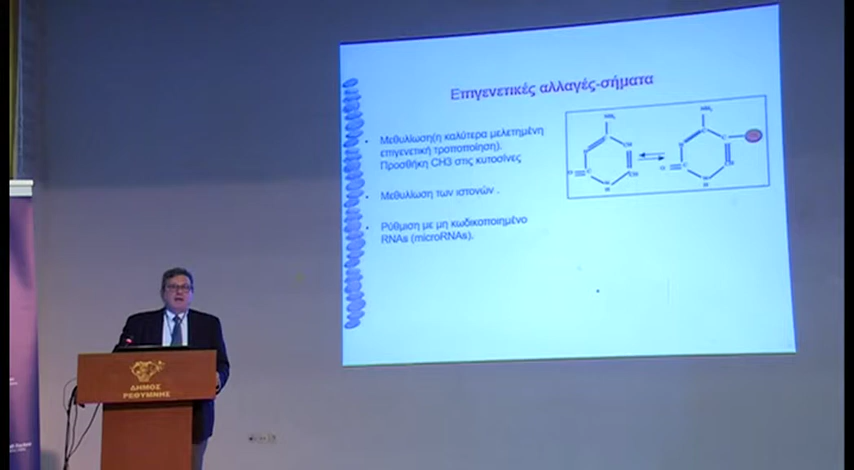 Επιγενετικές αλλαγές-σήματα
Μεθυλίωση(η καλύτερα μελετημένη
επιγενετική τροποποίηση).
Προσθήκη CH3 στις κυτοσίνες
Μεθυλίωση των ιστονών .
Ρύθμιση με μη κωδικοποιημένο
RNAs (microRNAs).
ΔΗΜΟΣ
ΡΕΘΥΜΝΗΣ